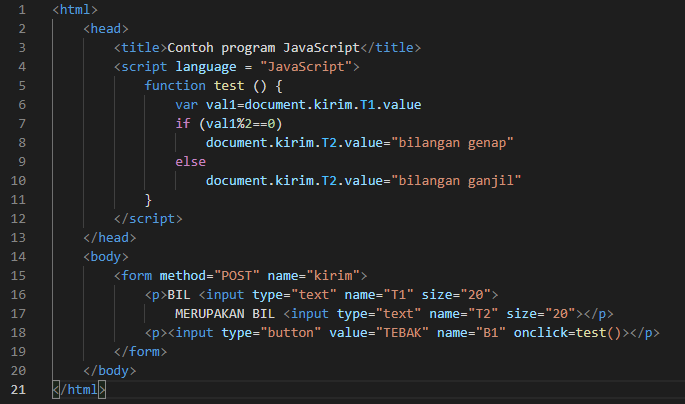 1 <html>
2     <head>
3         <title>Contoh program JavaScript</title>
4         <script language = "JavaScript">
5             function test () {
6                 var val1=document.kirim.T1.value
7                 if (val1%2==0)
8                     document.kirim.T2.value="bilangan genap"
9                 else
10                     document.kirim.T2.value="bilangan ganjil"
11             }
12         </script>
13     </head>
14     <body>
15         <form method="POST" name="kirim">
16             <p>BIL <input type="text" name="T1" size="20">
17                 MERUPAKAN BIL <input type="text" name="T2" size="20"></p>
18             <p><input type="button" value="TEBAK" name="B1" onclick=test()></p>
19         </form>
20     </body>
21 </html>